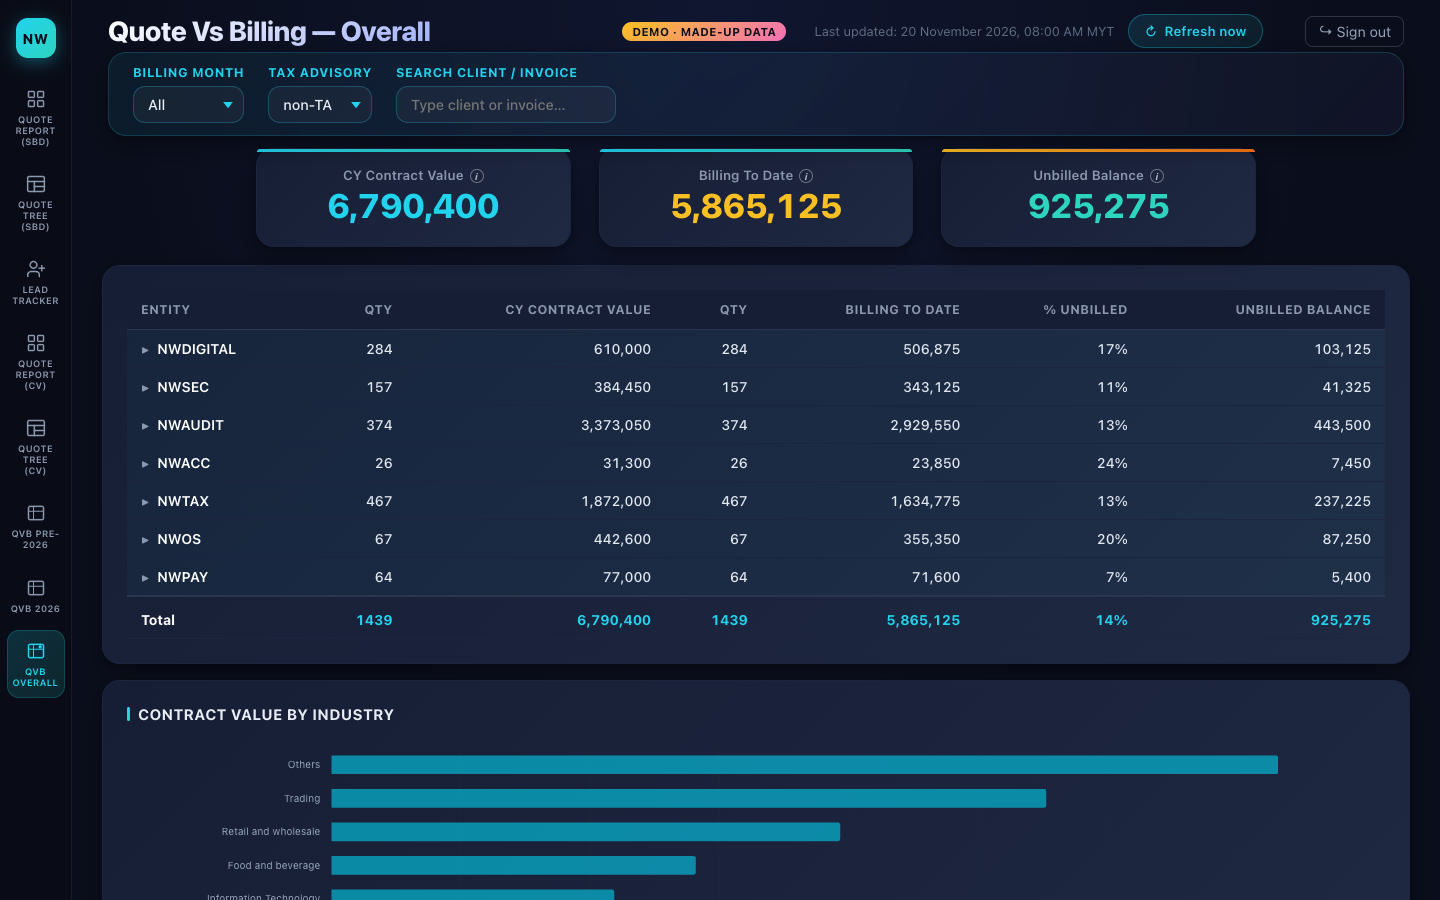 NW
Quote Vs Billing — Overall
DEMO · MADE-UP DATA
Last updated: 20 November 2026, 08:00 AM MYT
↻ Refresh now
↪ Sign out
QUOTE
REPORT
(SBD)
QUOTE
TREE
(SBD)
LEAD
TRACKER
QUOTE
REPORT
(CV)
QUOTE
TREE
(CV)
QVB PRE-
2026
QVB 2026
QVB
OVERALL
BILLING MONTH TAX ADVISORY SEARCH CLIENT / INVOICE
All non-TA Type client or invoice...
CY Contract Value i
6,790,400
Billing To Date i
5,865,125
Unbilled Balance i
925,275
ENTITY QTY CY CONTRACT VALUE QTY BILLING TO DATE % UNBILLED UNBILLED BALANCE
▸ NWDIGITAL 284 610,000 284 506,875 17% 103,125
▸ NWSEC 157 384,450 157 343,125 11% 41,325
▸ NWAUDIT 374 3,373,050 374 2,929,550 13% 443,500
▸ NWACC 26 31,300 26 23,850 24% 7,450
▸ NWTAX 467 1,872,000 467 1,634,775 13% 237,225
▸ NWOS 67 442,600 67 355,350 20% 87,250
▸ NWPAY 64 77,000 64 71,600 7% 5,400
Total 1439 6,790,400 1439 5,865,125 14% 925,275
CONTRACT VALUE BY INDUSTRY
Others
Trading
Retail and wholesale
Food and beverage
Information Technology